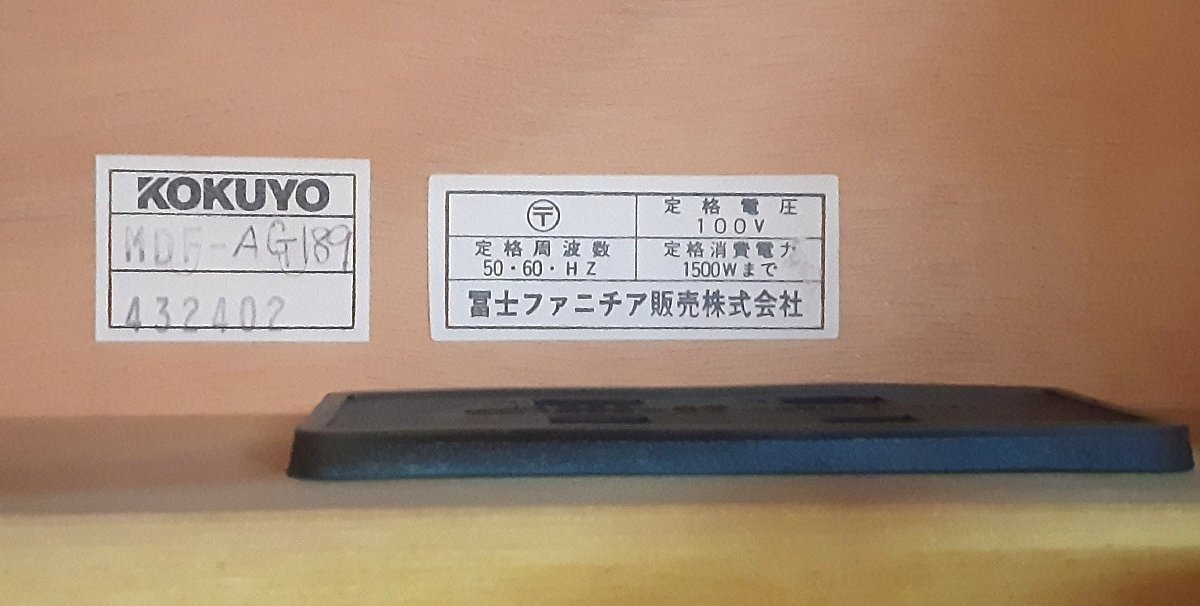 KOKUYO
MDF-AG189
432402
〒
定格電圧
100V
定格周波数
50・60・HZ
定格消費電力
1500Wまで
冨士ファニチア販売株式会社